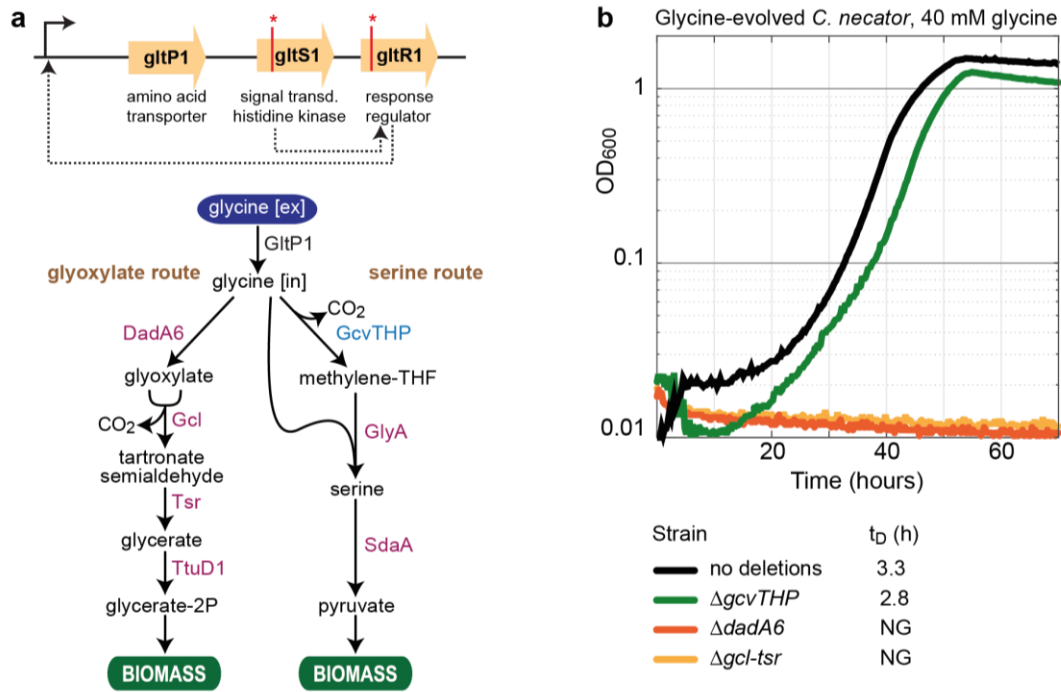 a
* *
gltP1 gltS1 gltR1
amino acid
transporter
signal transd.
histidine kinase
response
regulator
glycine [ex]
GltP1
glyoxylate route
serine route
glycine [in]
CO2
DadA6
GcvTHP
glyoxylate
methylene-THF
CO2
Gcl
GlyA
tartronate
semialdehyde
serine
Tsr
glycerate
SdaA
TtuD1
glycerate-2P
pyruvate
BIOMASS
BIOMASS
b
Glycine-evolved C. necator, 40 mM glycine
OD600
1
0.1
0.01
20 40 60
Time (hours)
Strain tD (h)
no deletions 3.3
ΔgcvTHP 2.8
ΔdadA6 NG
Δgcl-tsr NG